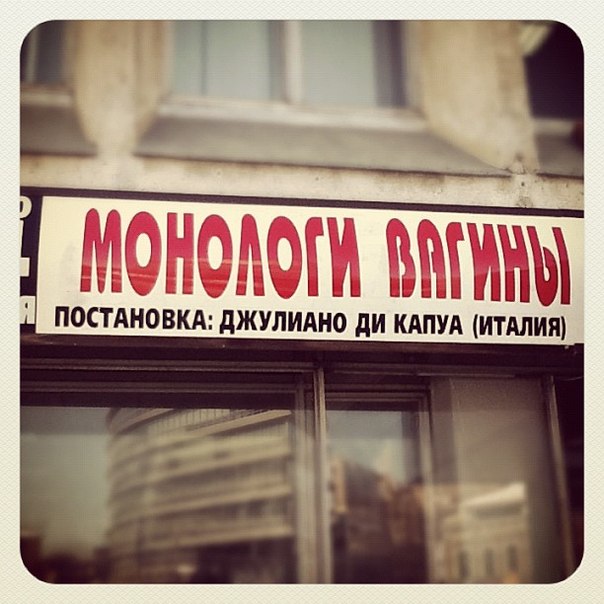 МОНОЛОГИ ВАГИНЫ
ПОСТАНОВКА: ДЖУЛИАНО ДИ КАПУА (ИТАЛИЯ)